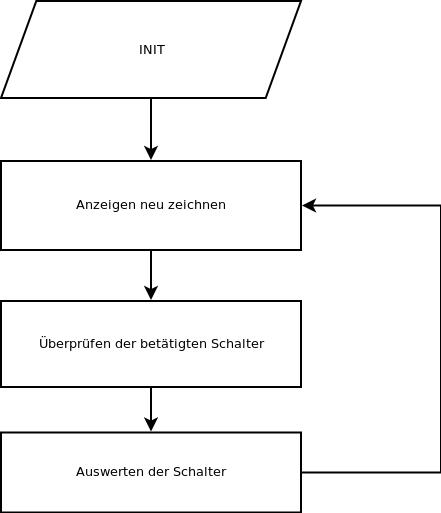 INIT
Anzeigen neu zeichnen
Überprüfen der betätigten Schalter
Auswerten der Schalter